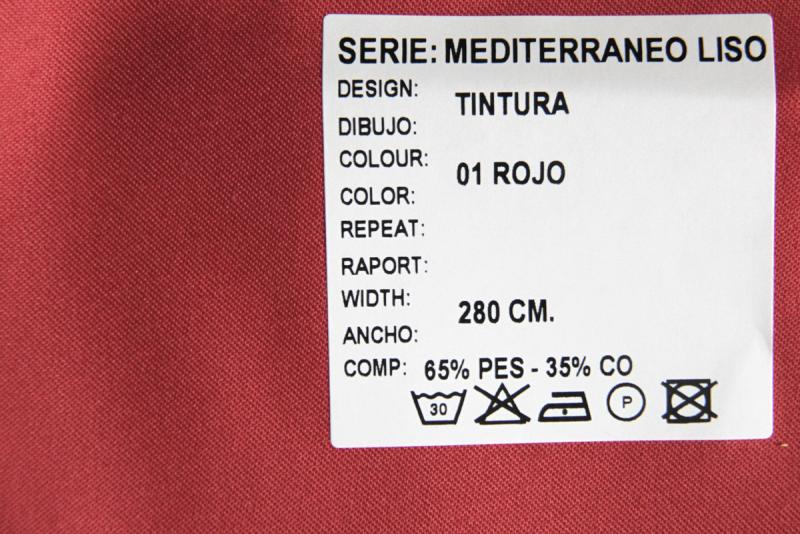 SERIE: MEDITERRANEO LISO
DESIGN:
TINTURA
DIBUJO:
COLOUR:
01 ROJO
COLOR:
REPEAT:
RAPORT:
WIDTH:
280 CM.
ANCHO:
COMP: 65% PES - 35% CO
30 P